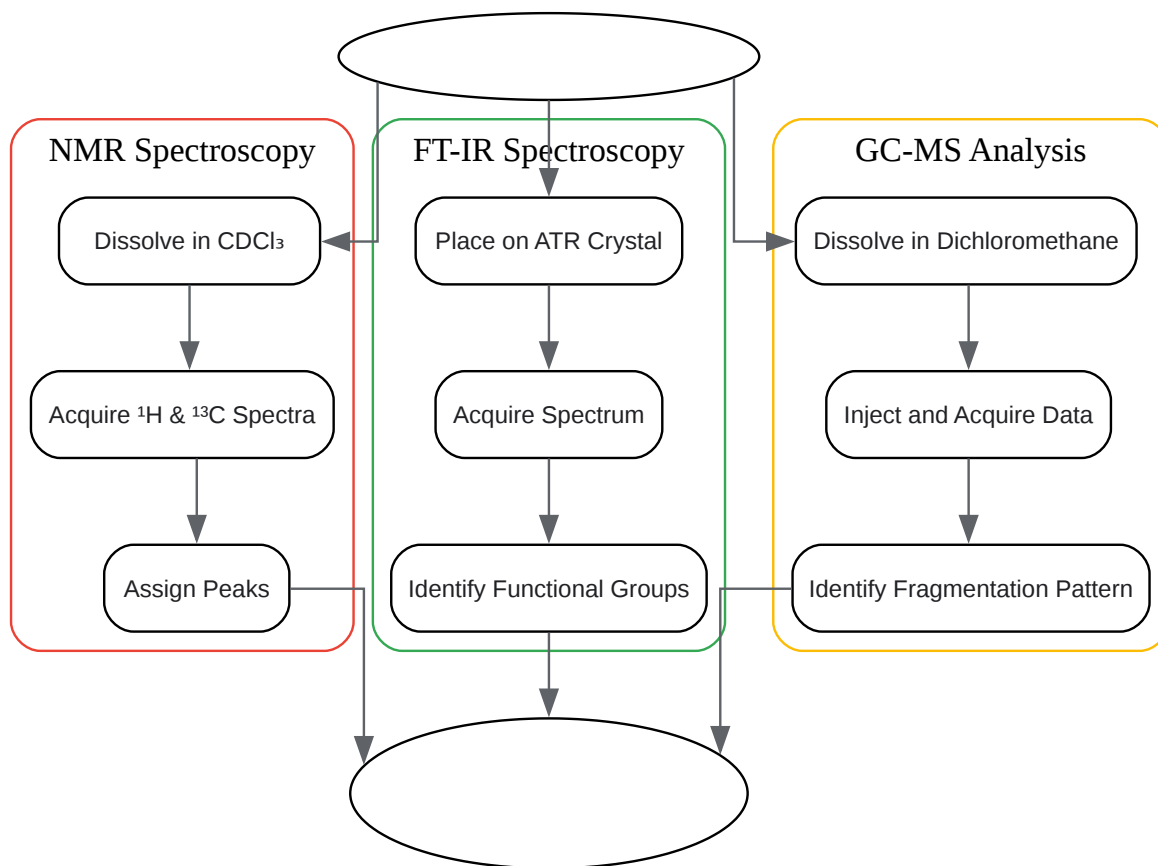 NMR Spectroscopy
FT-IR Spectroscopy
GC-MS Analysis
Dissolve in CDCl₃
Place on ATR Crystal
Dissolve in Dichloromethane
Acquire ¹H & ¹³C Spectra
Acquire Spectrum
Inject and Acquire Data
Assign Peaks
Identify Functional Groups
Identify Fragmentation Pattern